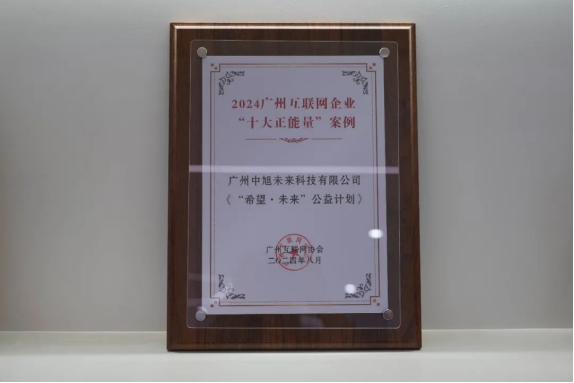 2024广州互联网企业
“十大正能量”案例
广州中旭未来科技有限公司
《“希望·未来”公益计划》
广州互联网协会
二〇二四年八月